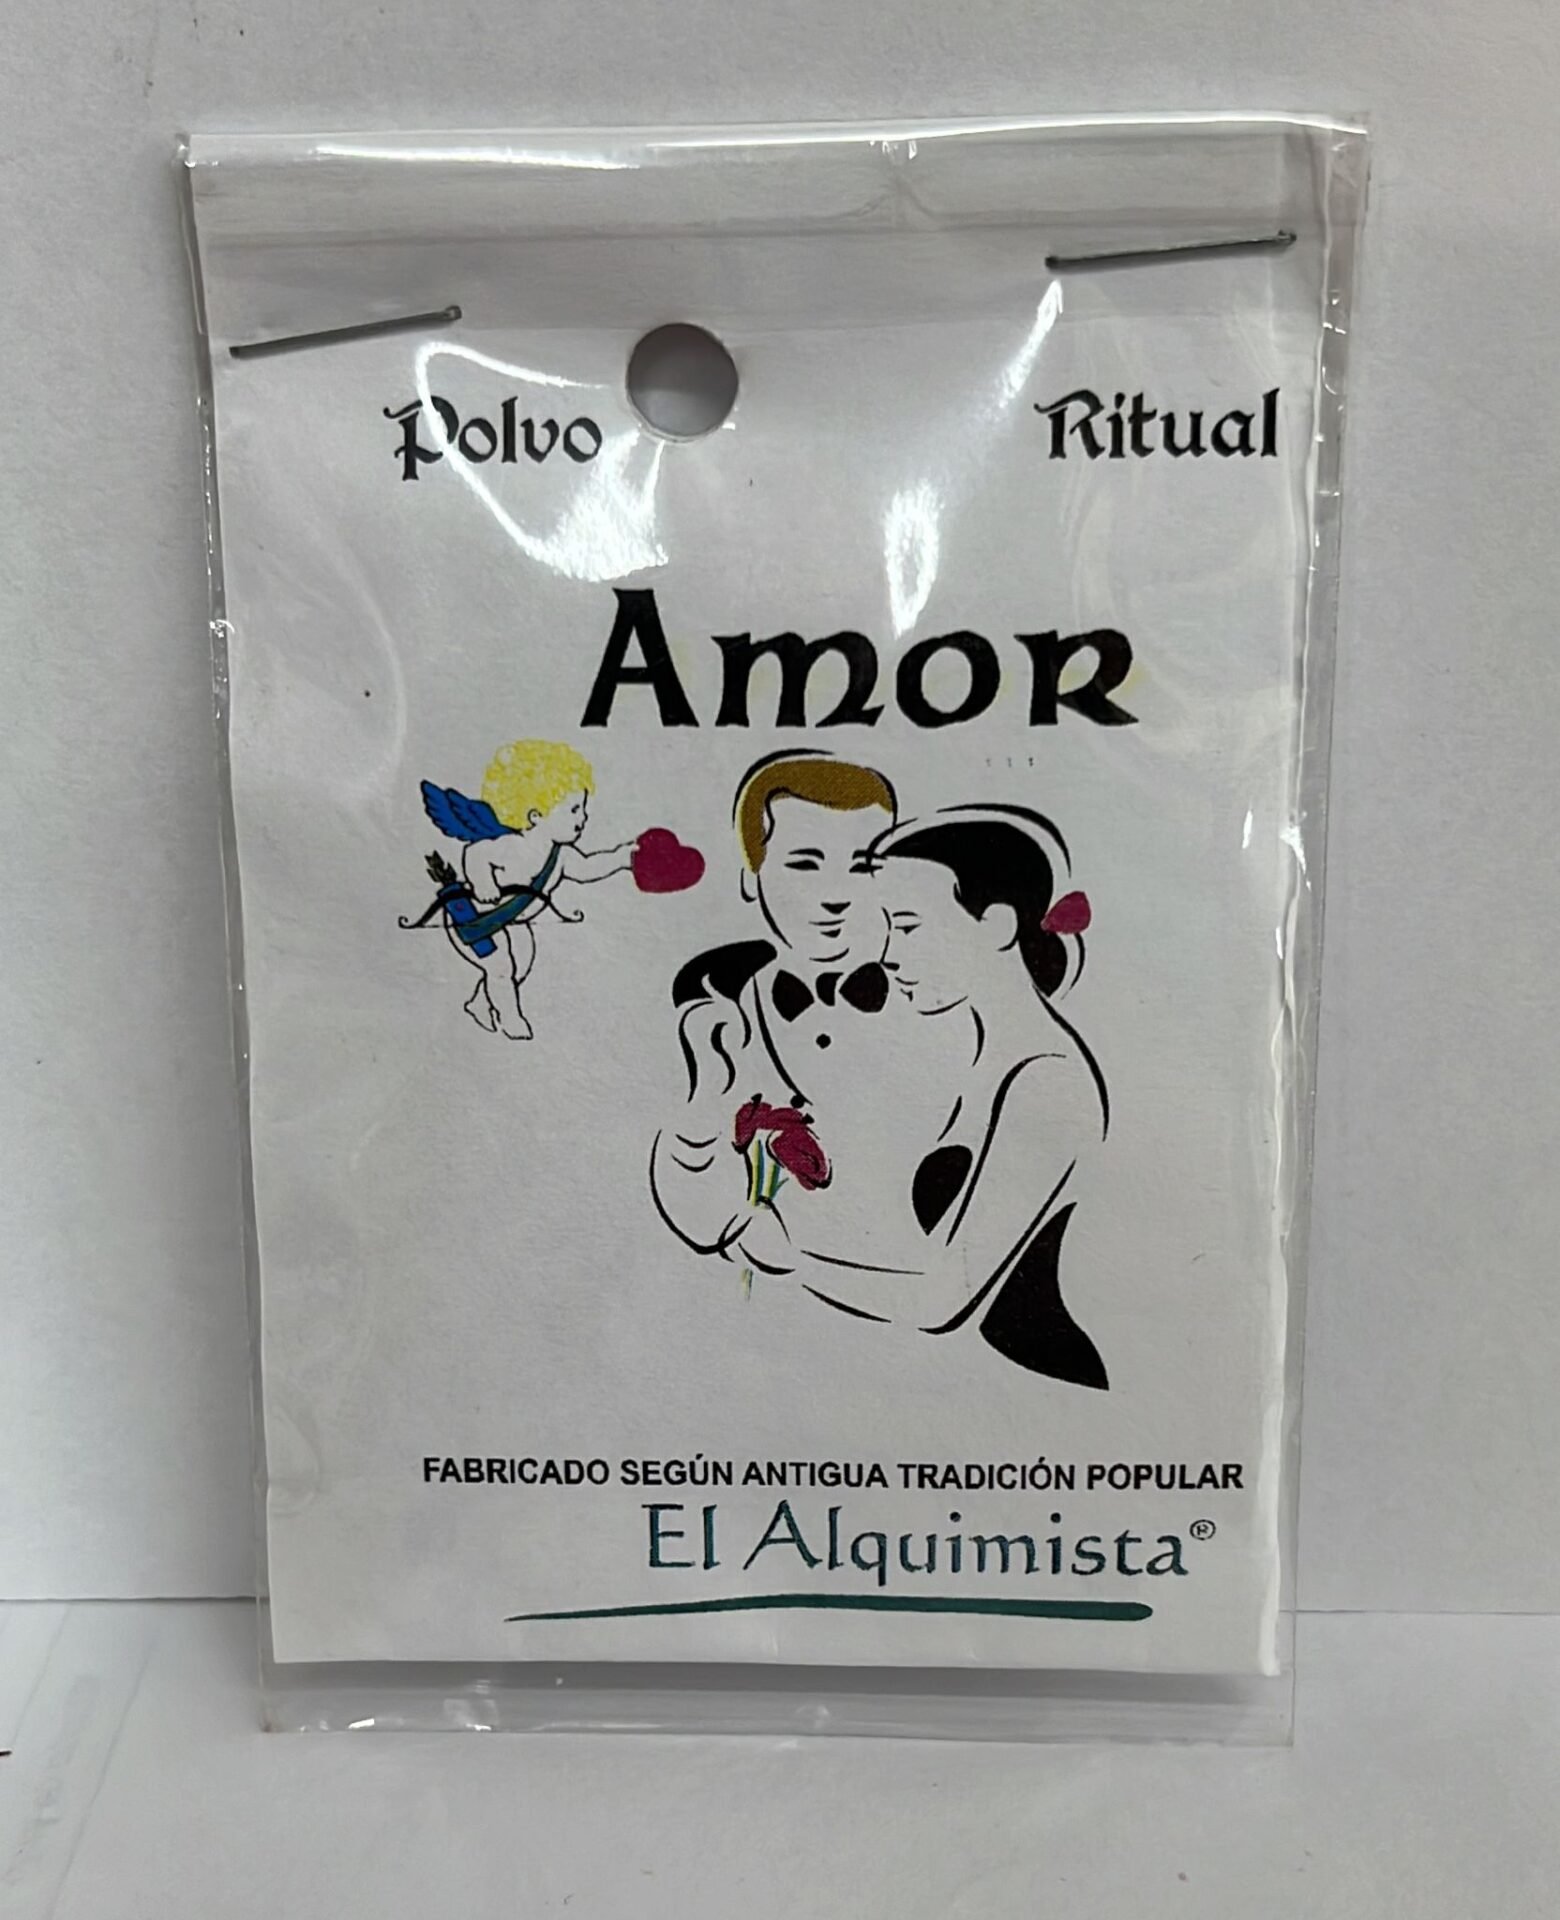 Polvo Ritual
Amor
FABRICADO SEGÚN ANTIGUA TRADICIÓN POPULAR
El Alquimista®